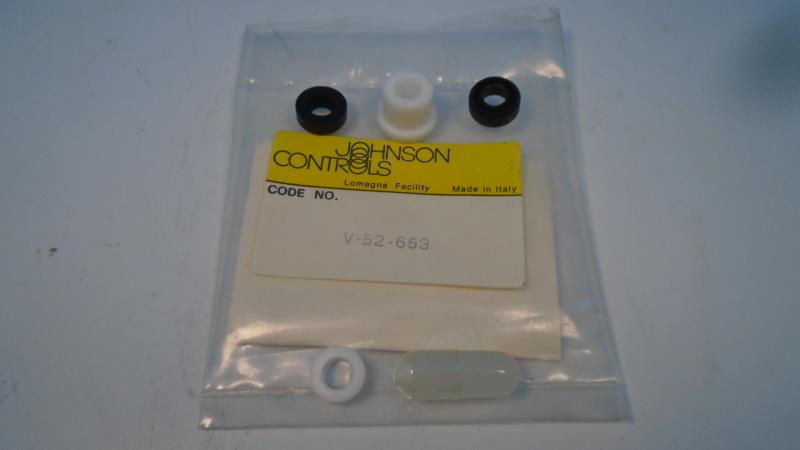 JOHNSON
CONTROLS
Lomagna Facility Made in Italy
CODE NO.
V-52-653